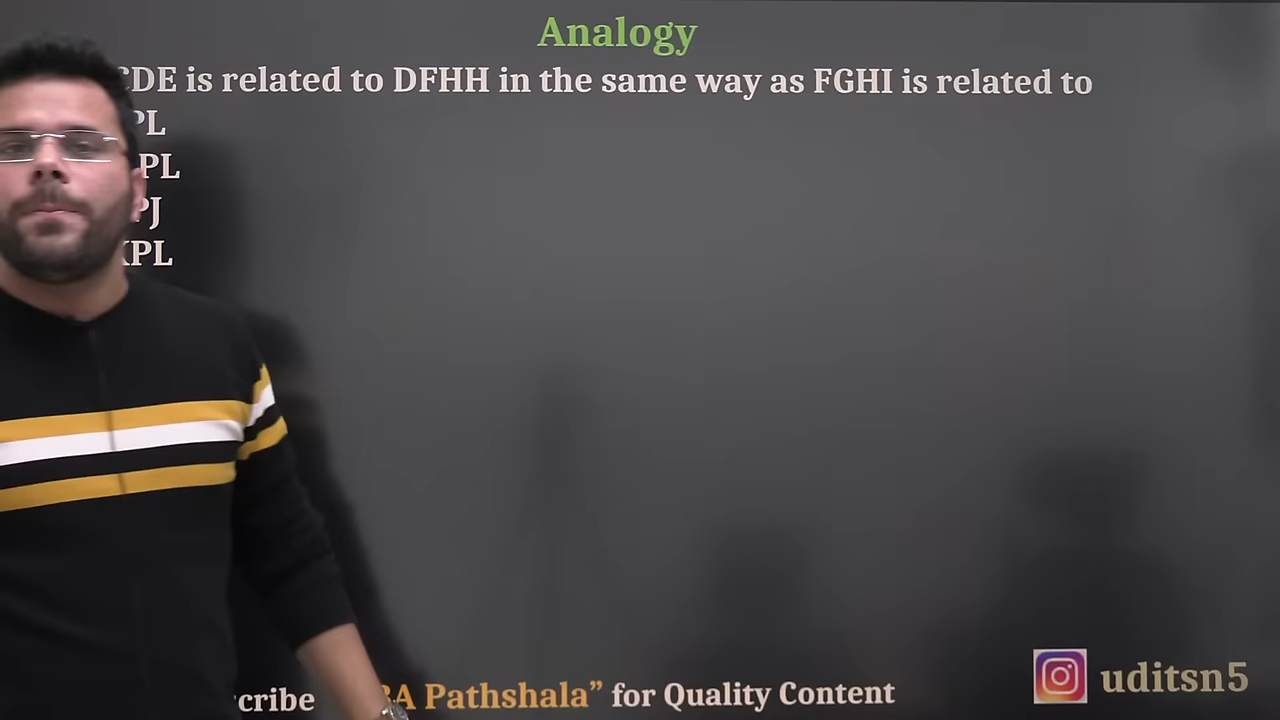 Analogy
CDE is related to DFHH in the same way as FGHI is related to
PL
PL
PJ
KPL
cribe BA Pathshala” for Quality Content
uditsn5